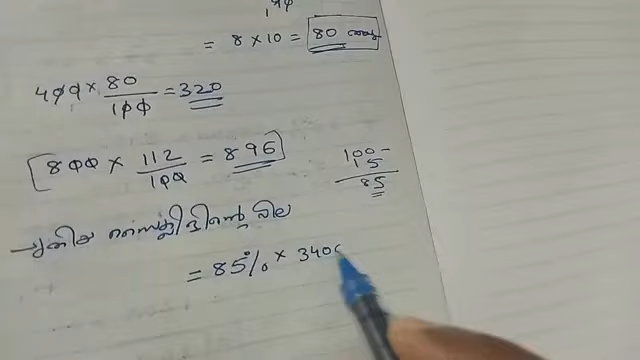 = 8 × 10 = 80
400 × 80/100 = 320
[800 × 112/100 = 896]
100 -
15
85
പുതിയ സൈക്കിളിന്റെ വില
= 85% × 340